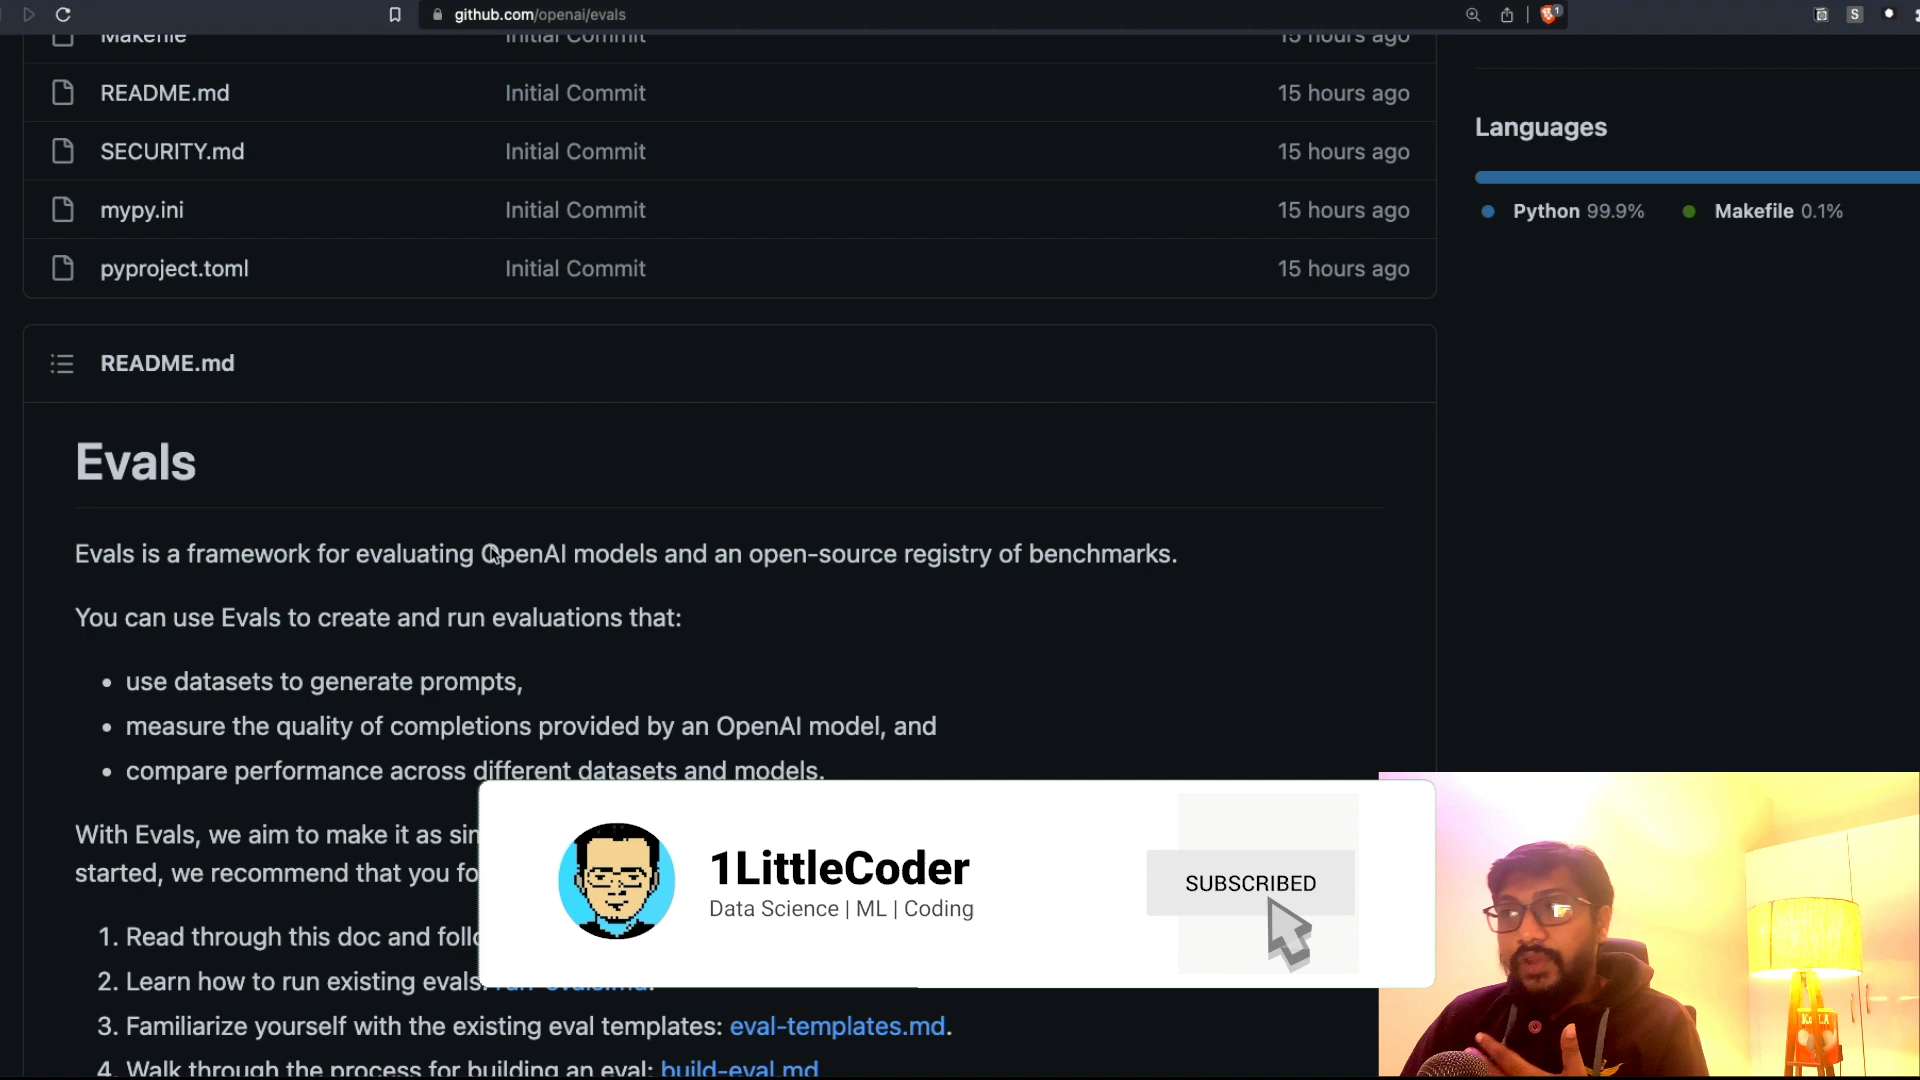 github.com/openai/evals
1
S
Makefile Initial Commit 15 hours ago
README.md Initial Commit 15 hours ago
SECURITY.md Initial Commit 15 hours ago
mypy.ini Initial Commit 15 hours ago
pyproject.toml Initial Commit 15 hours ago
Languages
Python 99.9% Makefile 0.1%
README.md
Evals
Evals is a framework for evaluating OpenAI models and an open-source registry of benchmarks.
You can use Evals to create and run evaluations that:
• use datasets to generate prompts,
• measure the quality of completions provided by an OpenAI model, and
• compare performance across different datasets and models.
With Evals, we aim to make it as
started, we recommend that you
1. Read through this doc and
2. Learn how to run existing evals:
3. Familiarize yourself with the existing eval templates: eval-templates.md.
4. Walk through the process for building an eval: build-eval.md
1LittleCoder
Data Science | ML | Coding
SUBSCRIBED